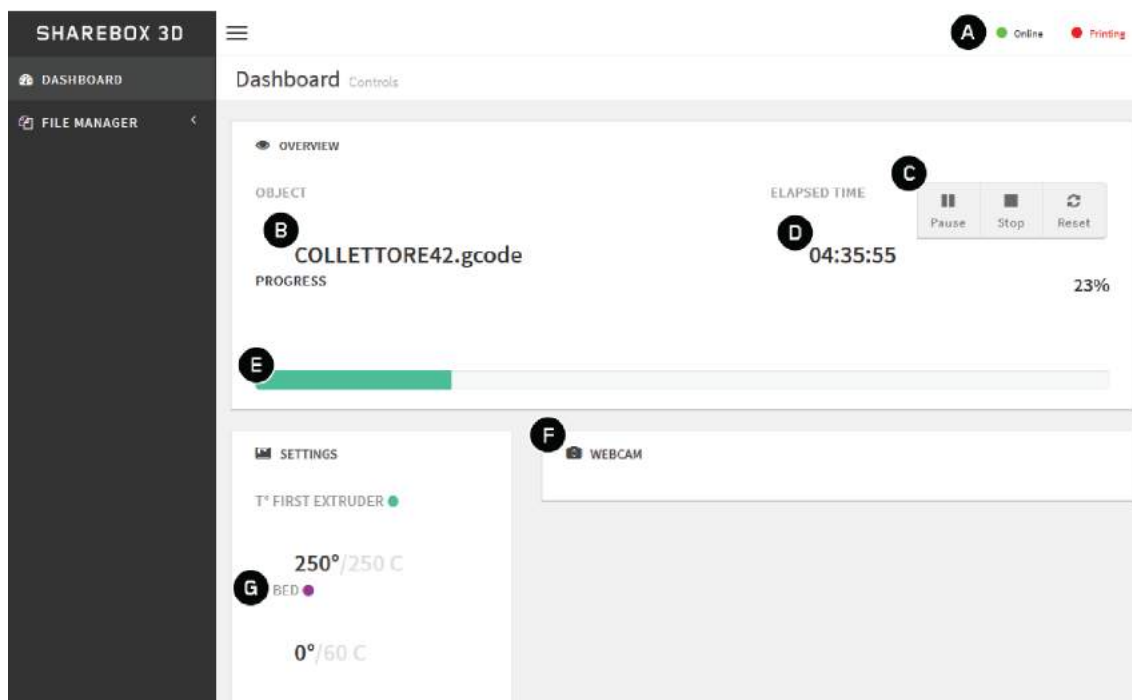 SHAREBOX 3D
A Online Printing
DASHBOARD
Dashboard Controls
FILE MANAGER
OVERVIEW
OBJECT
ELAPSED TIME
C
Pause Stop Reset
B
COLLETTORE42.gcode
D
04:35:55
PROGRESS
23%
E
SETTINGS
F
WEBCAM
T° FIRST EXTRUDER
250°/250 C
G
BED
0°/60 C